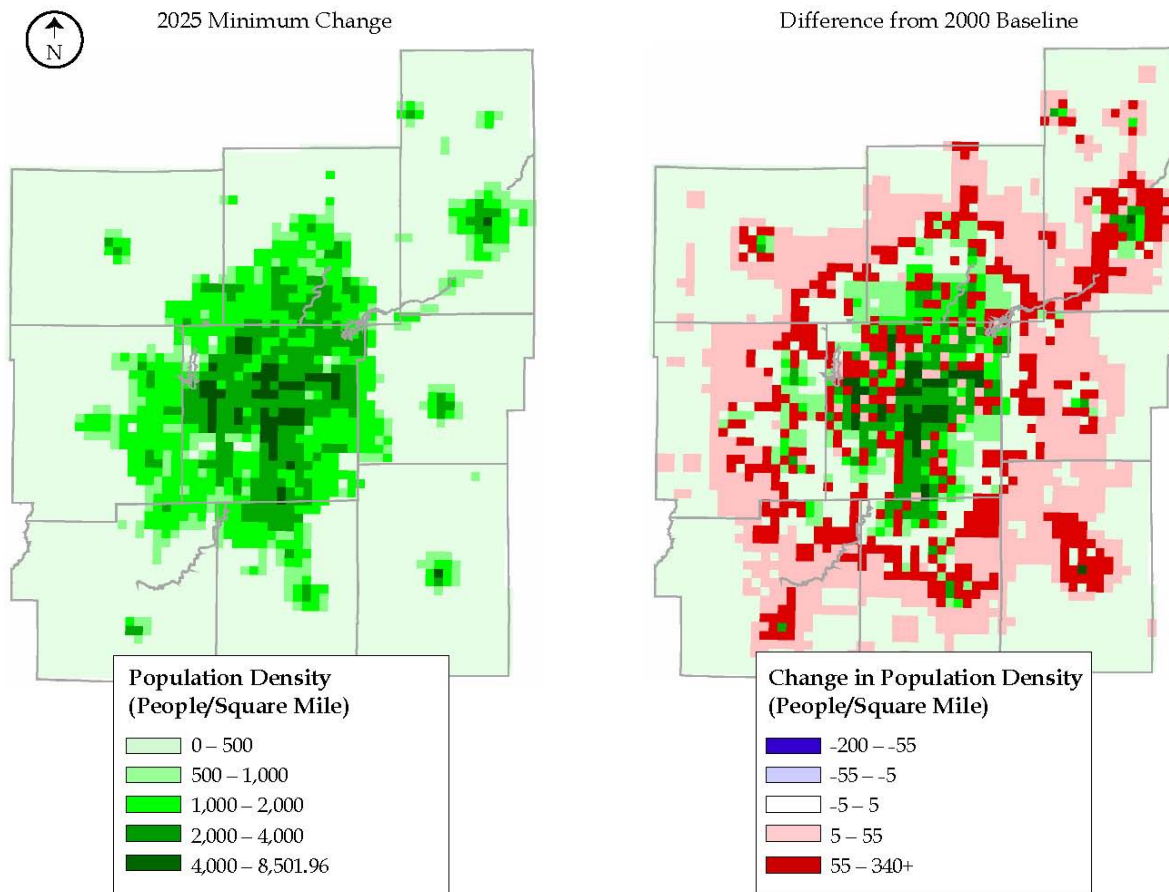 2025 Minimum Change
N
Population Density
(People/Square Mile)
0 – 500
500 – 1,000
1,000 – 2,000
2,000 – 4,000
4,000 – 8,501.96
Difference from 2000 Baseline
Change in Population Density
(People/Square Mile)
-200 – -55
-55 – -5
-5 – 5
5 – 55
55 – 340+